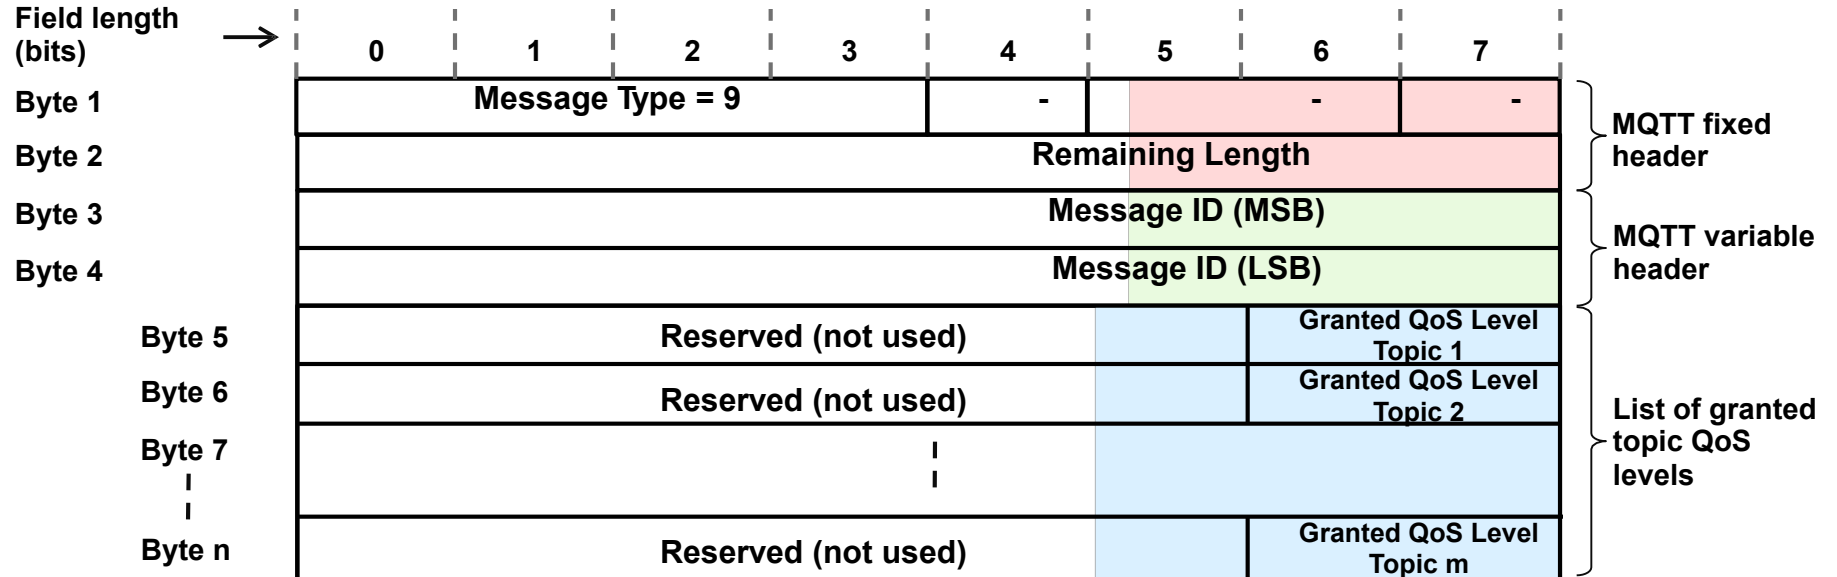 Field length
(bits)
0 1 2 3 4 5 6 7
Byte 1
Message Type = 9 - - -
Byte 2
Remaining Length
MQTT fixed
header
Byte 3
Message ID (MSB)
Byte 4
Message ID (LSB)
MQTT variable
header
Byte 5
Reserved (not used)
Granted QoS Level
Topic 1
Byte 6
Reserved (not used)
Granted QoS Level
Topic 2
Byte 7
List of granted
topic QoS
levels
Byte n
Reserved (not used)
Granted QoS Level
Topic m